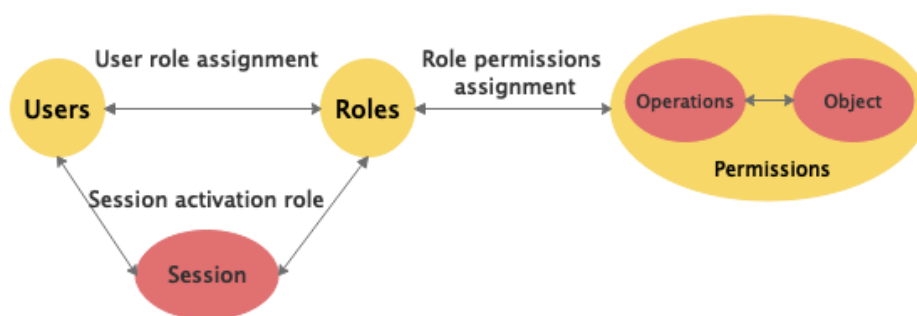 User role assignment
Role permissions
assignment
Users
Roles
Operations
Object
Permissions
Session activation role
Session